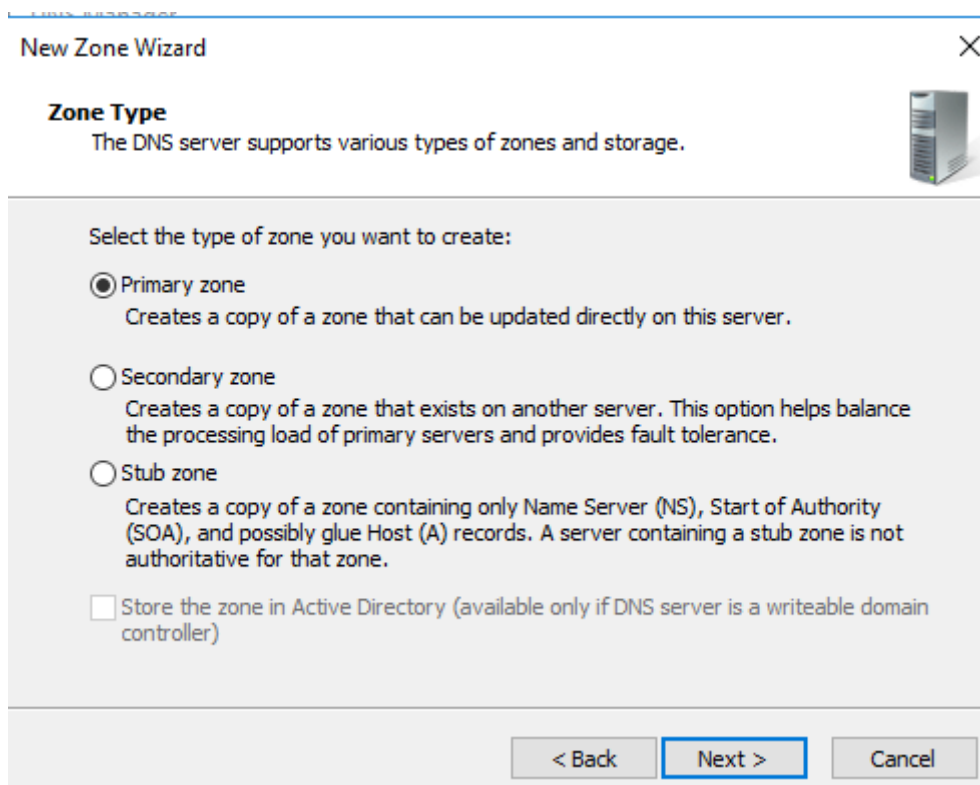 DNS Manager
New Zone Wizard
Zone Type
The DNS server supports various types of zones and storage.
Select the type of zone you want to create:
Primary zone
Creates a copy of a zone that can be updated directly on this server.
Secondary zone
Creates a copy of a zone that exists on another server. This option helps balance
the processing load of primary servers and provides fault tolerance.
Stub zone
Creates a copy of a zone containing only Name Server (NS), Start of Authority
(SOA), and possibly glue Host (A) records. A server containing a stub zone is not
authoritative for that zone.
Store the zone in Active Directory (available only if DNS server is a writeable domain
controller)
< Back
Next >
Cancel